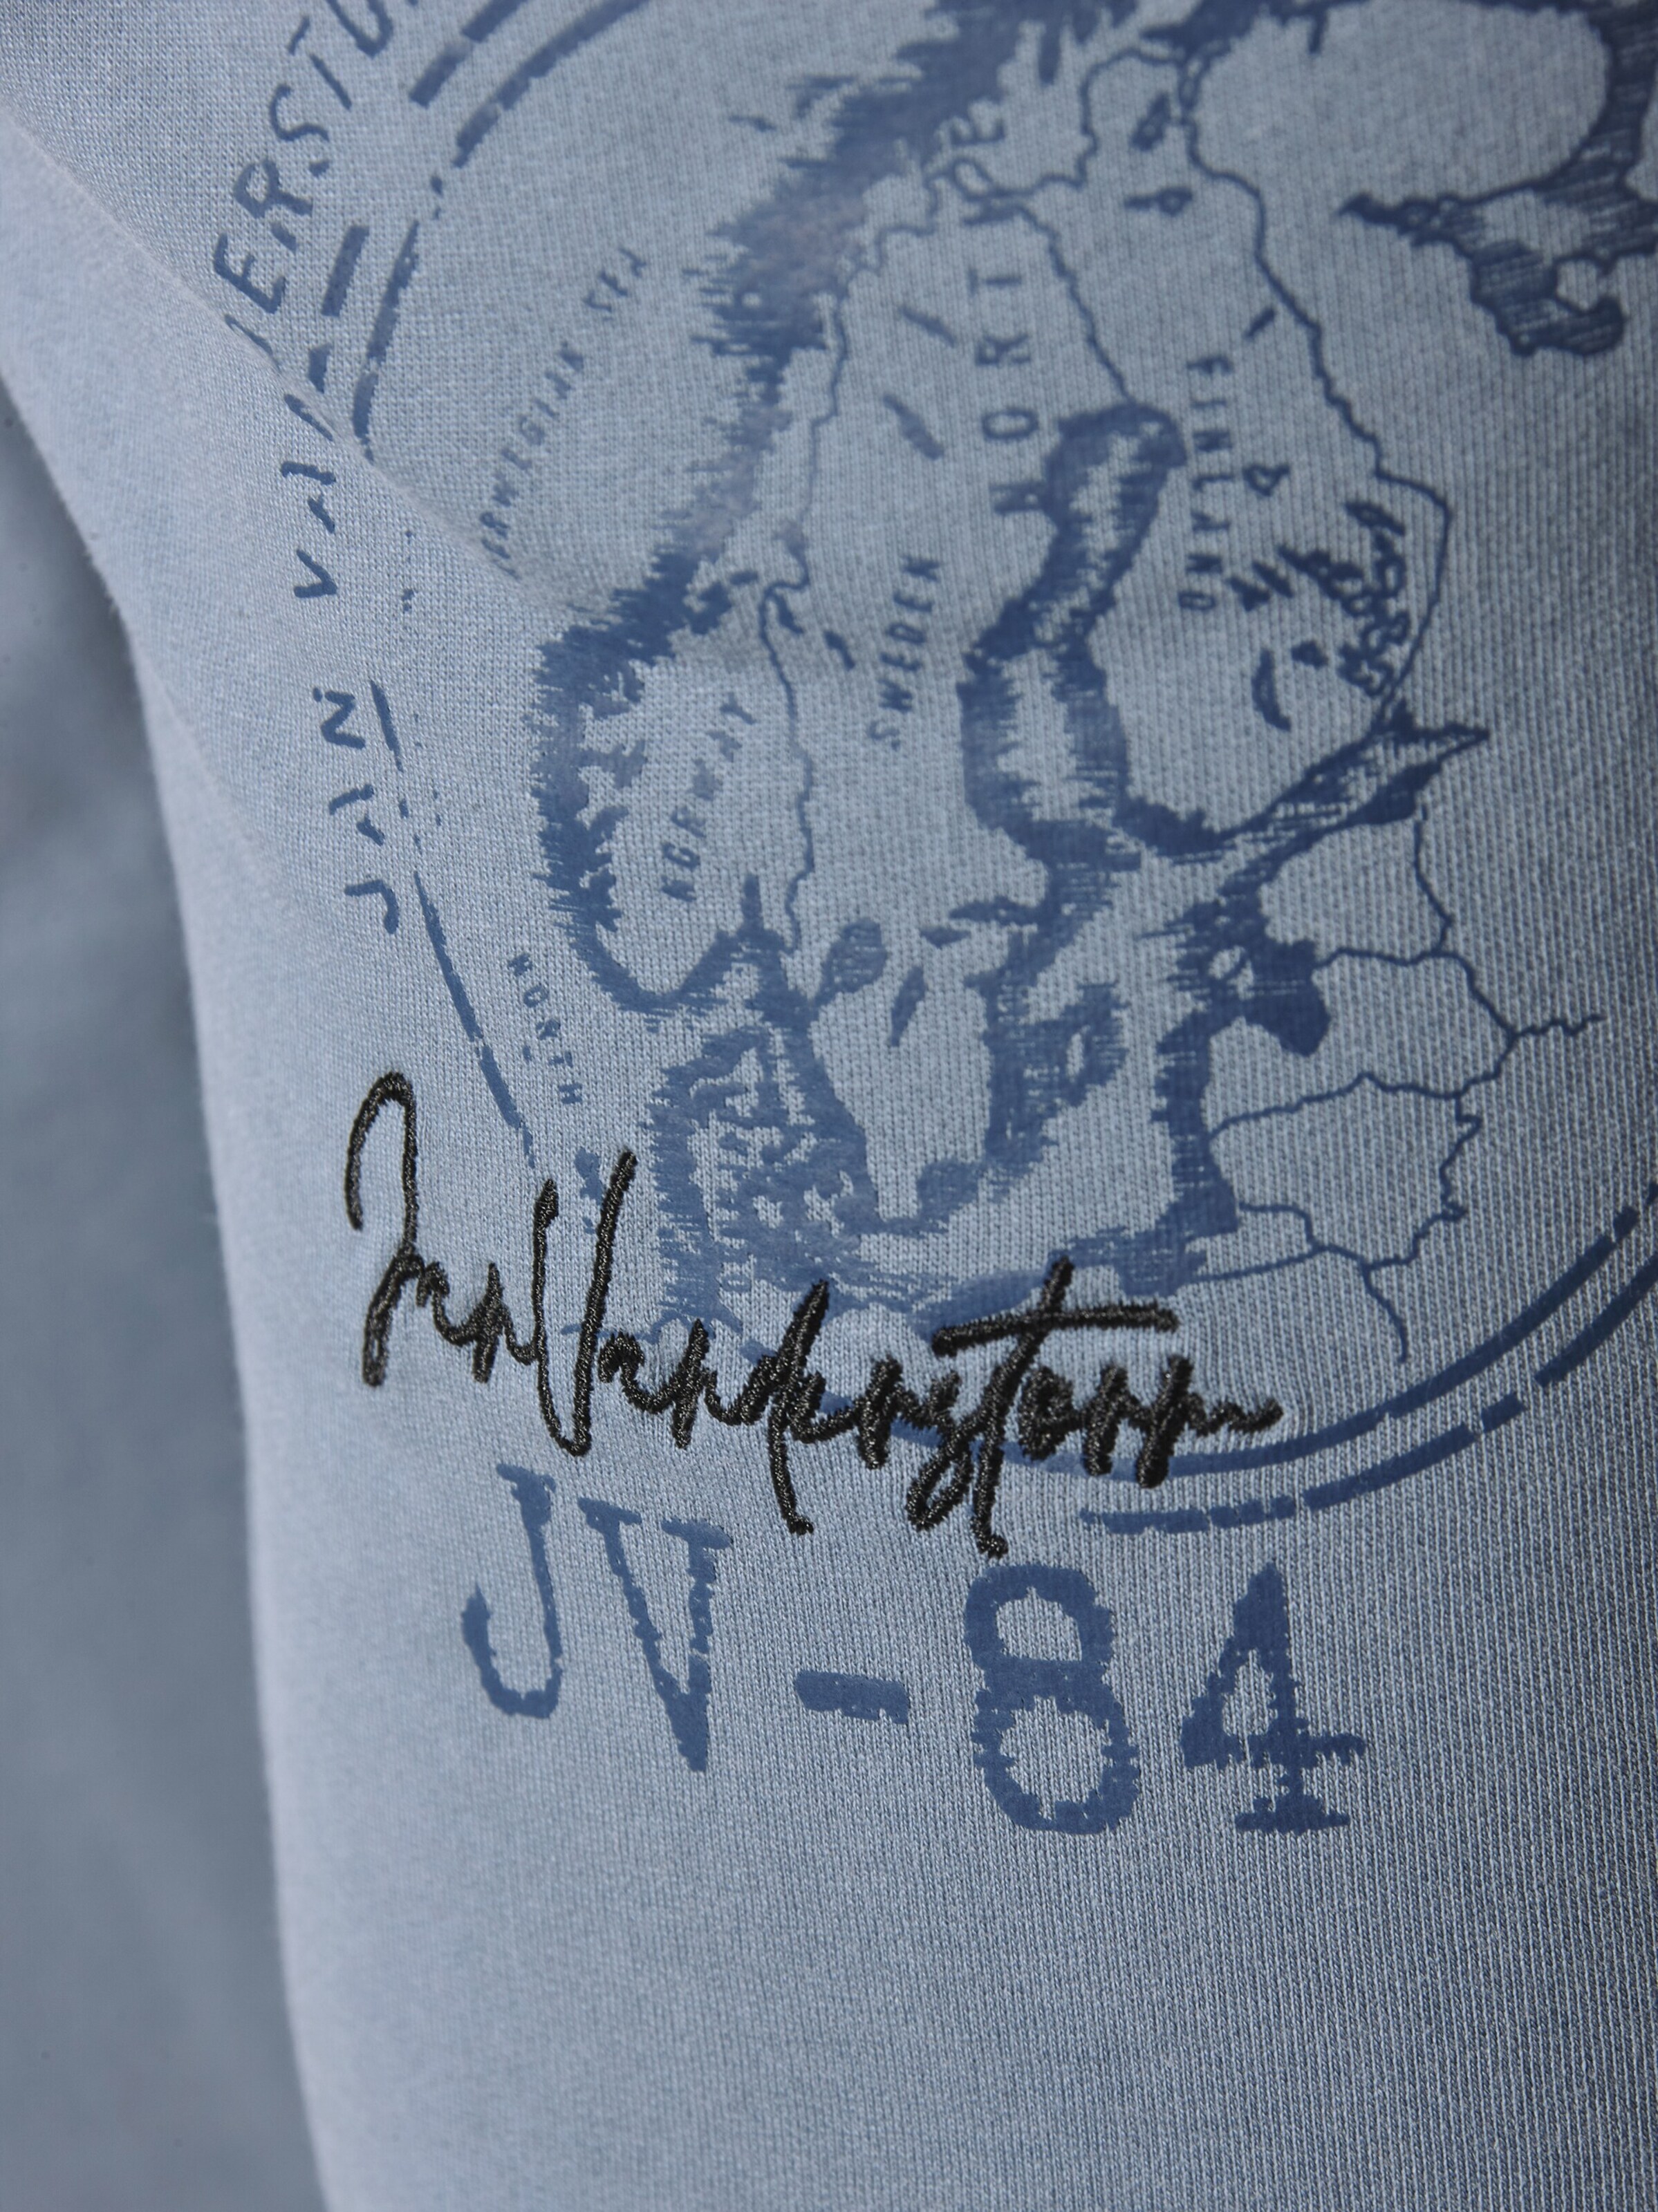 JAN VANDERSTO
NORWEGIAN SEA
NORTH
FINLAND
SWEDEN
NORWAY
NORTH
Jan Vanderstorm
JV-84